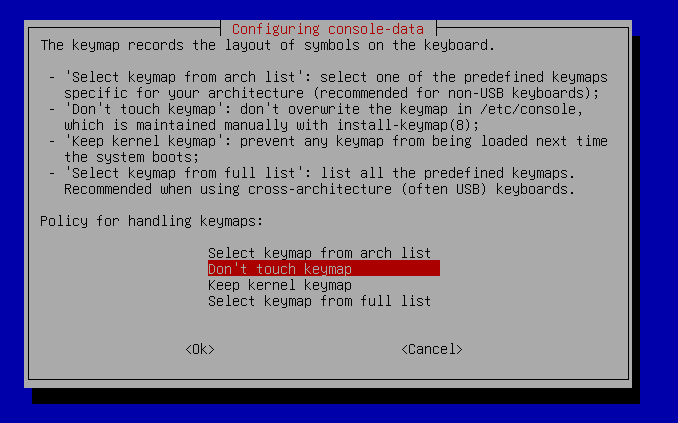 Configuring console-data
The keymap records the layout of symbols on the keyboard.
- 'Select keymap from arch list': select one of the predefined keymaps
specific for your architecture (recommended for non-USB keyboards);
- 'Don't touch keymap': don't overwrite the keymap in /etc/console,
which is maintained manually with install-keymap(8);
- 'Keep kernel keymap': prevent any keymap from being loaded next time
the system boots;
- 'Select keymap from full list': list all the predefined keymaps.
Recommended when using cross-architecture (often USB) keyboards.
Policy for handling keymaps:
Select keymap from arch list
Don't touch keymap
Keep kernel keymap
Select keymap from full list
<Ok> <Cancel>